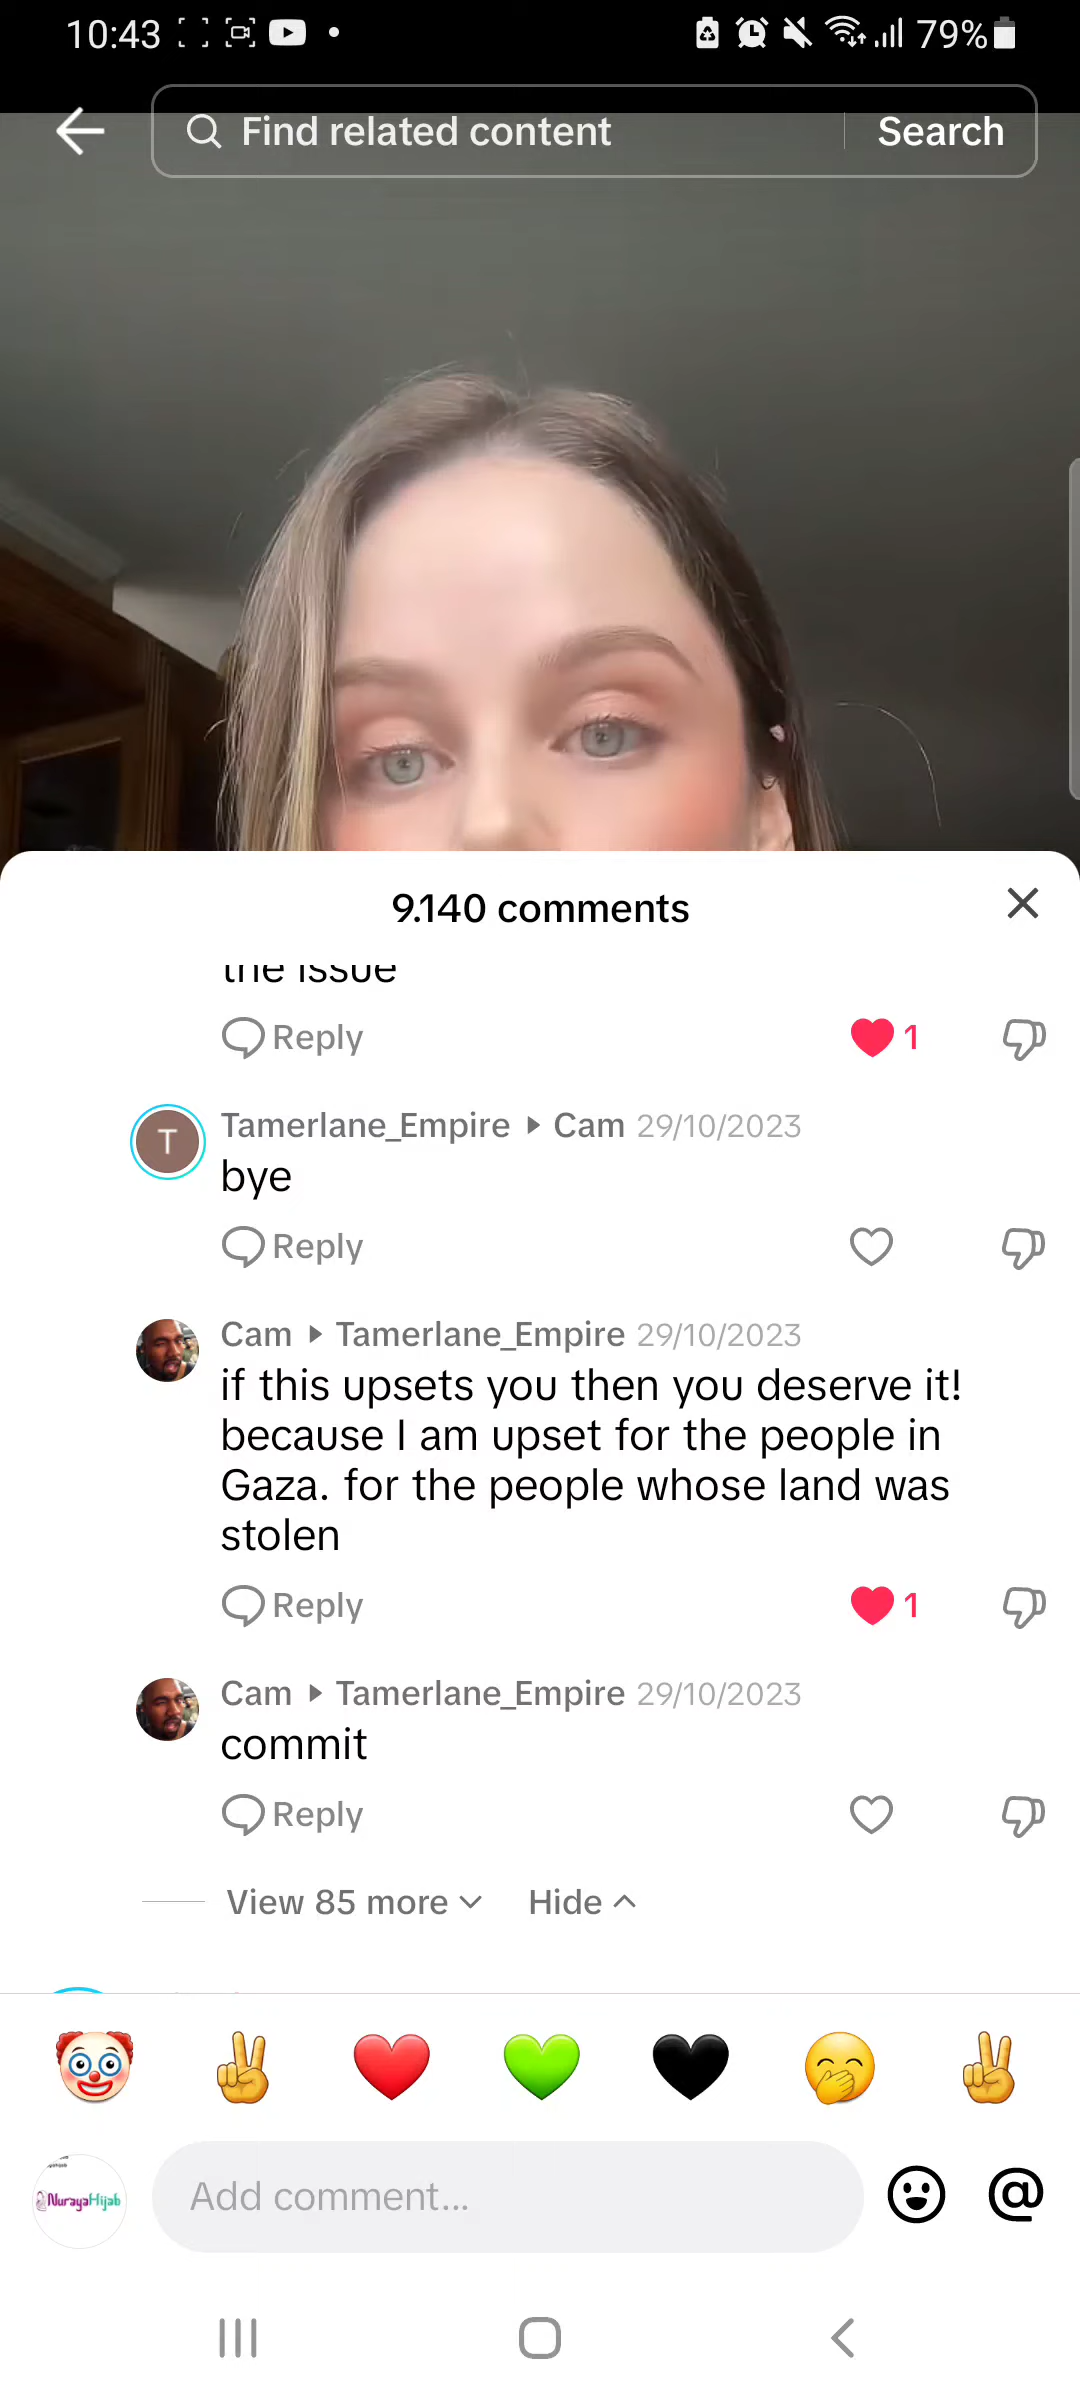 10:43
79%
Find related content
Search
9.140 comments
the issue
Reply
1
T
Tamerlane_Empire ▸ Cam 29/10/2023
bye
Reply
Cam ▸ Tamerlane_Empire 29/10/2023
if this upsets you then you deserve it!
because I am upset for the people in
Gaza. for the people whose land was
stolen
Reply
1
Cam ▸ Tamerlane_Empire 29/10/2023
commit
Reply
View 85 more
Hide
NurayaHijab
Add comment...
@